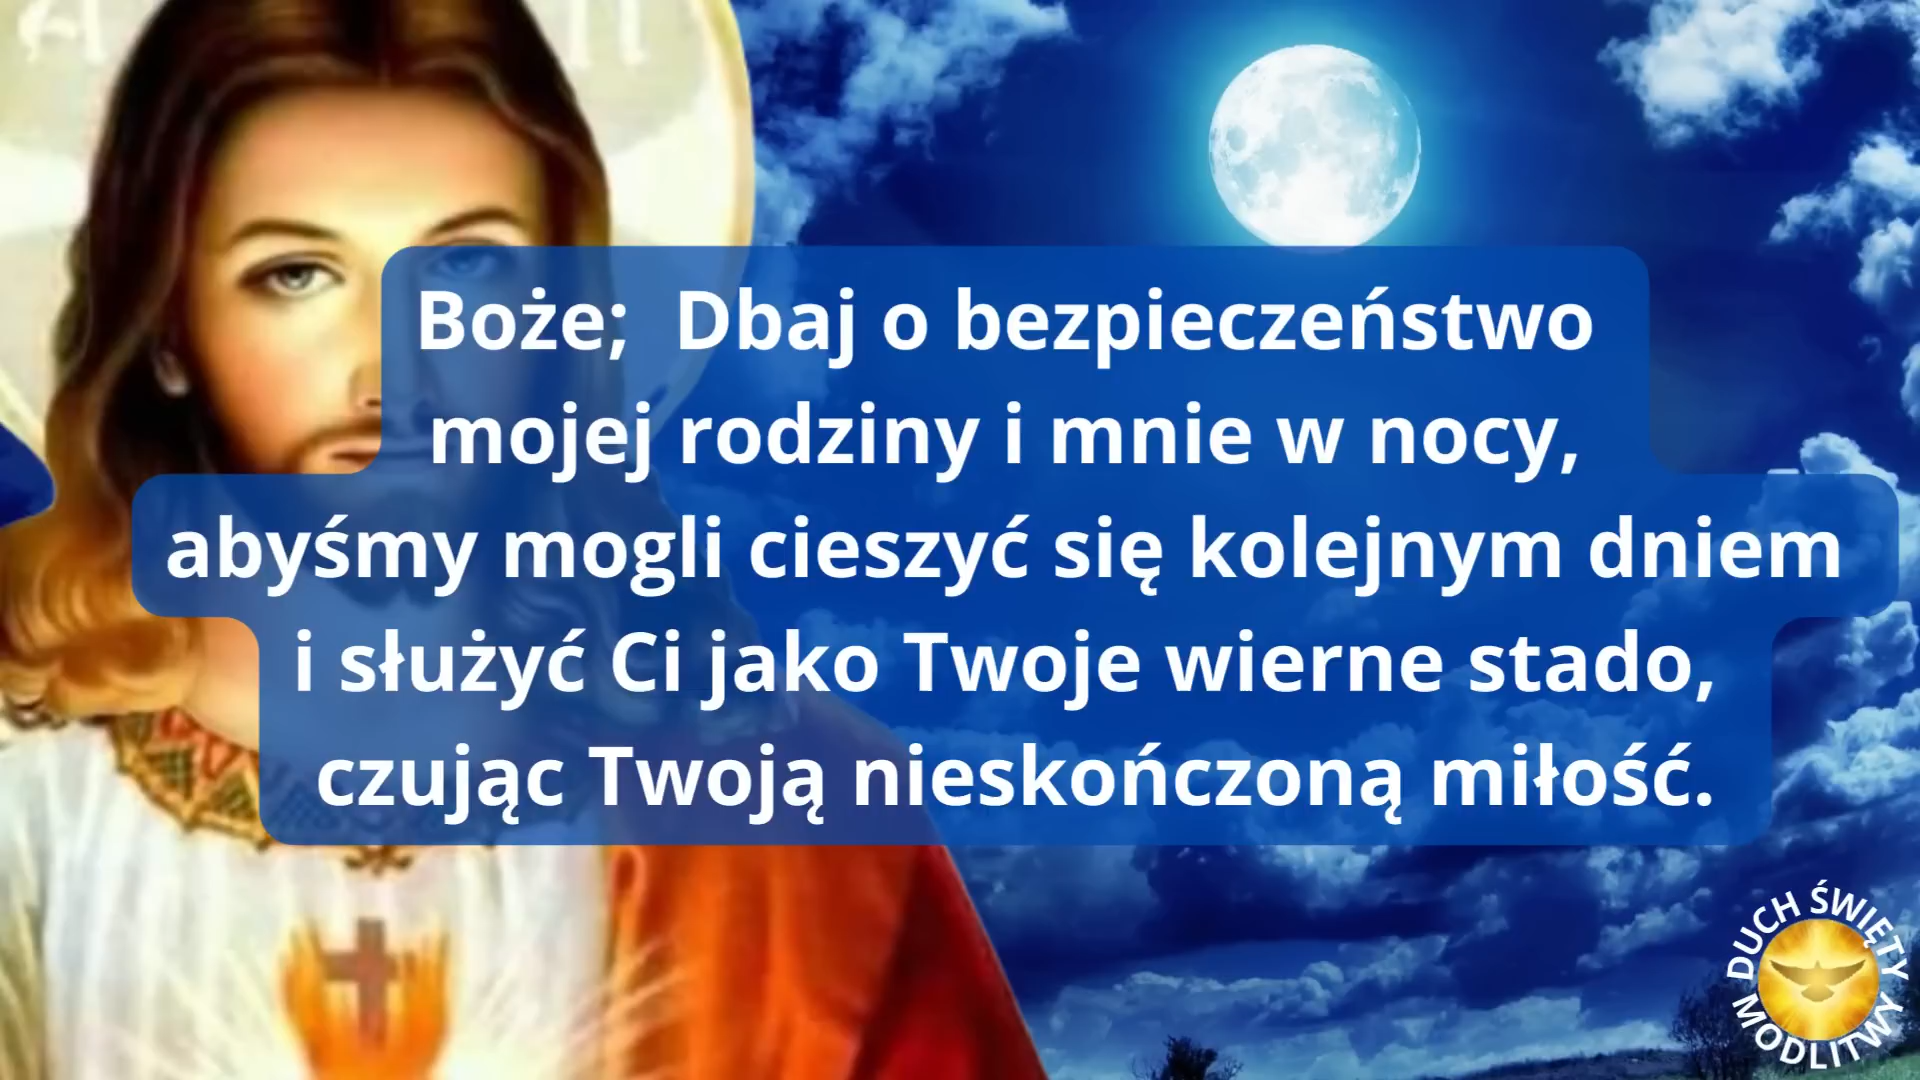 Boże;  Dbaj o bezpieczeństwo
mojej rodziny i mnie w nocy,
abyśmy mogli cieszyć się kolejnym dniem
i służyć Ci jako Twoje wierne stado,
czując Twoją nieskończoną miłość.
DUCH ŚWIĘTY
MODLITWY